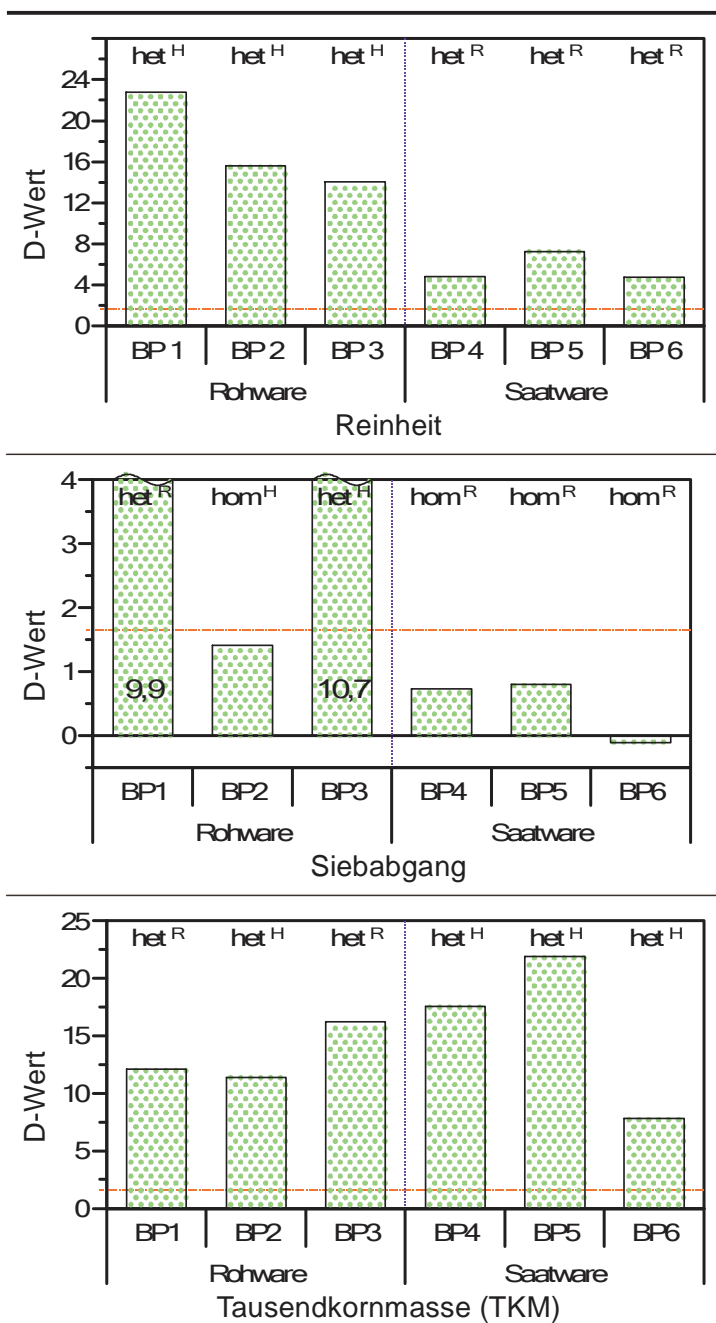 het H het H het H het R het R het R
24
20
16
12
8
4
0
D-Wert
BP 1 BP 2 BP 3 BP 4 BP 5 BP 6
Rohware Saatware
Reinheit
4
3
2
1
0
D-Wert
het R hom H het H hom R hom R hom R
9,9 10,7
BP1 BP2 BP3 BP4 BP5 BP6
Rohware Saatware
Siebabgang
25
20
15
10
5
0
D-Wert
het R het H het R het H het H het H
BP1 BP2 BP3 BP4 BP5 BP6
Rohware Saatware
Tausendkornmasse (TKM)